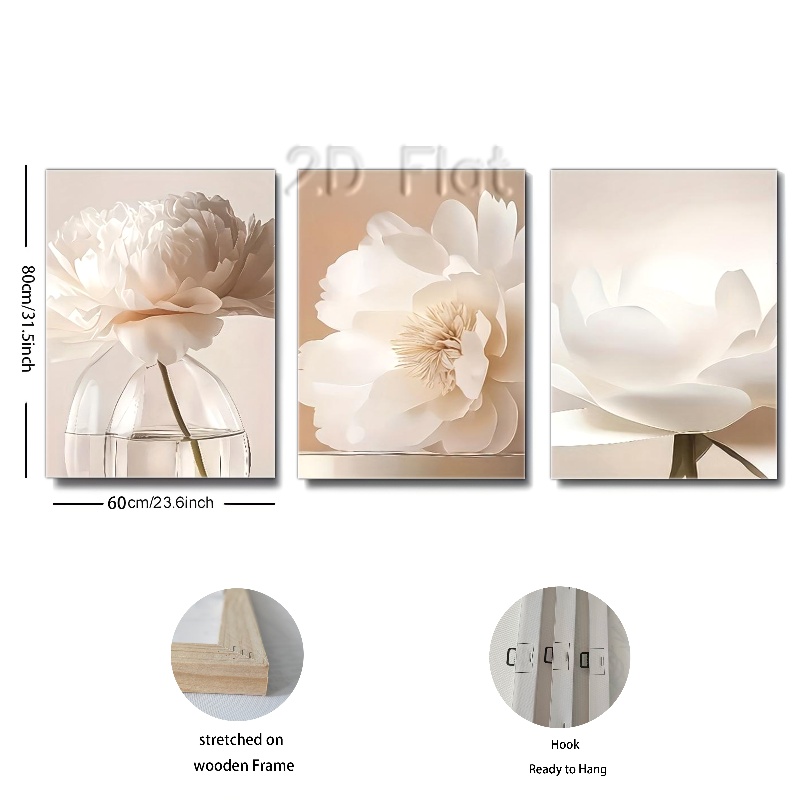 2D Flat
80cm/31.5inch
60cm/23.6inch
stretched on
wooden Frame
Hook
Ready to Hang